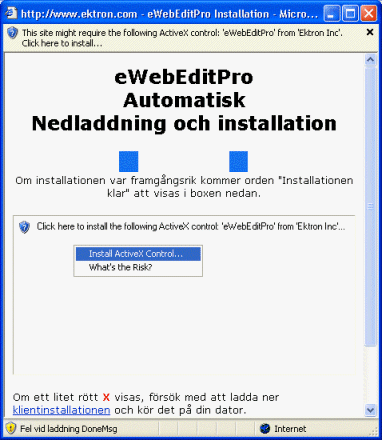 http://www.ektron.com - eWebEditPro Installation - Micro...
This site might require the following ActiveX control: 'eWebEditPro' from 'Ektron Inc'.
Click here to install...
eWebEditPro
Automatisk
Nedladdning och installation
Om installationen var framgångsrik kommer orden "Installationen
klar" att visas i boxen nedan.
Click here to install the following ActiveX control: 'eWebEditPro' from 'Ektron Inc'...
Install ActiveX Control...
What's the Risk?
Om ett litet rött X visas, försök med att ladda ner
klientinstallationen och kör det på din dator.
Fel vid laddning DoneMsg
Internet